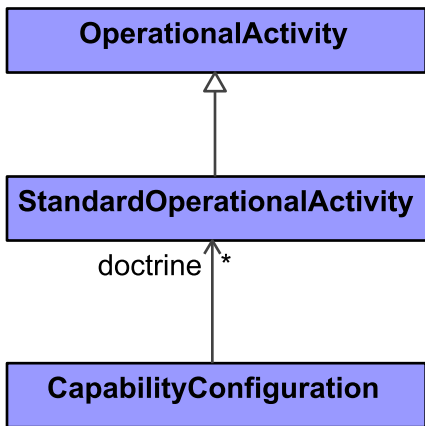 OperationalActivity
StandardOperationalActivity
doctrine *
CapabilityConfiguration